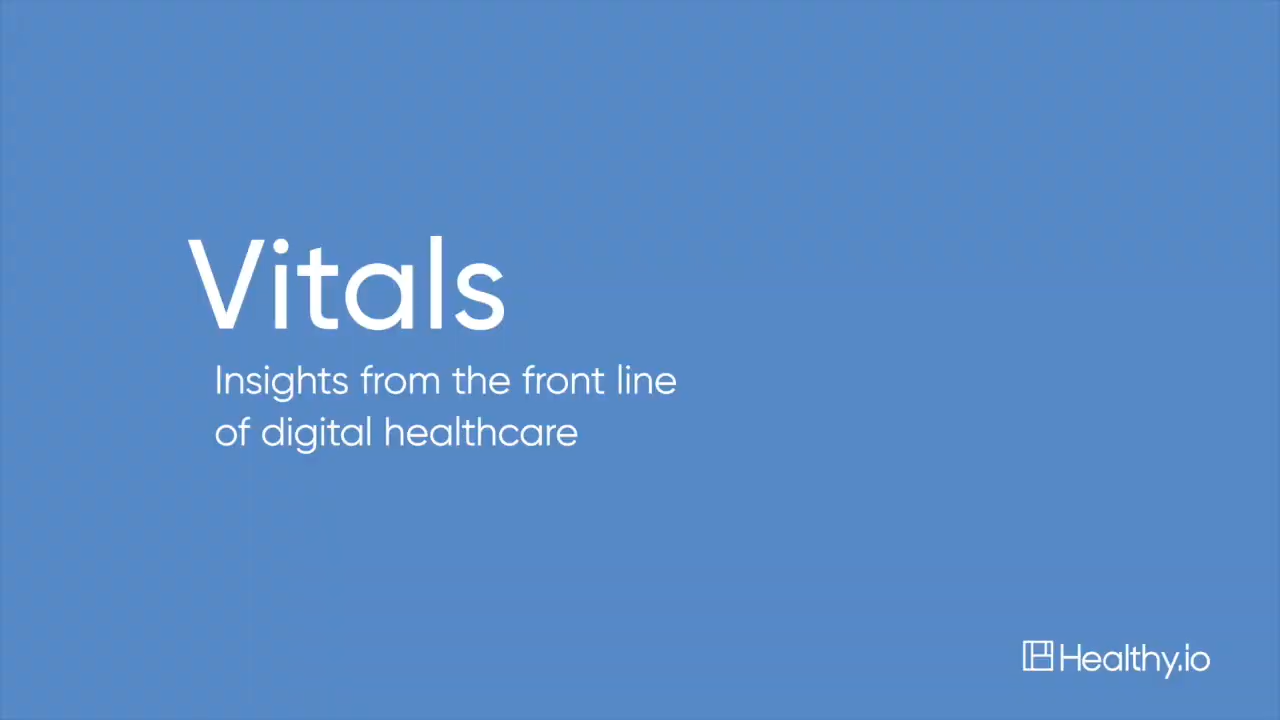 Vitals
Insights from the front line
of digital healthcare
Healthy.io